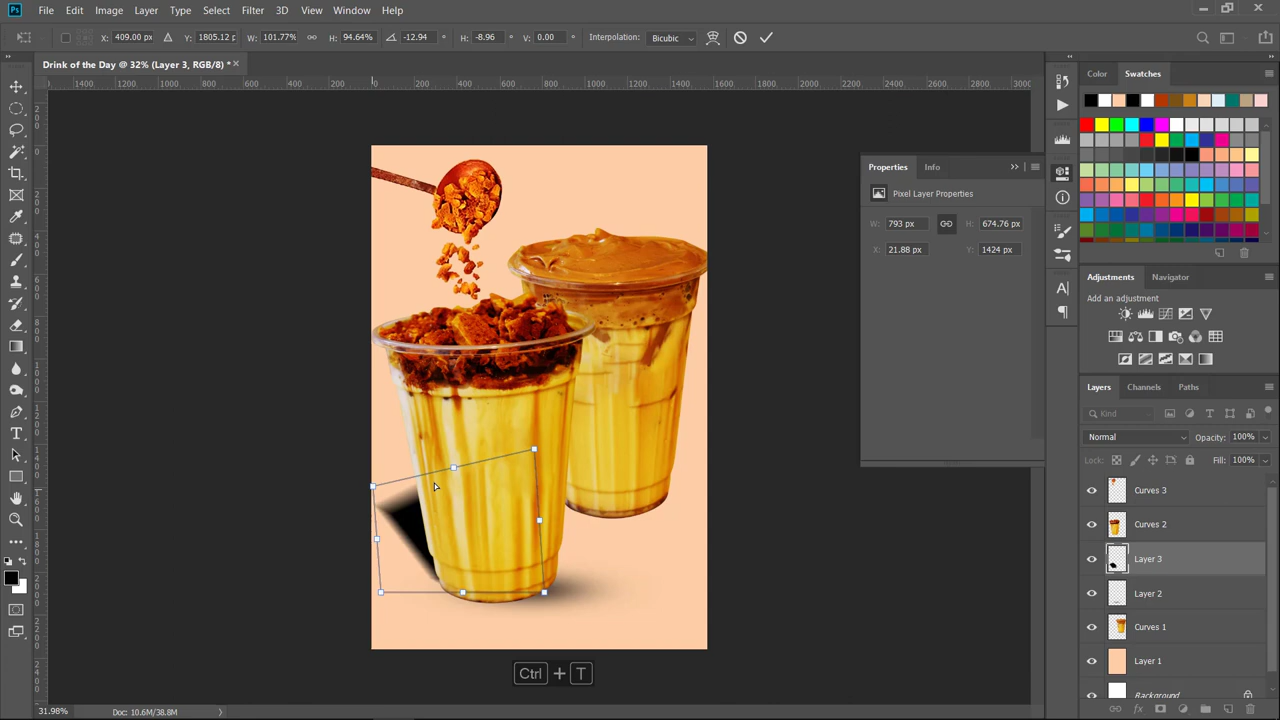 Ps File Edit Image Layer Type Select Filter 3D View Window Help
X: 409.00 px Y: 1805.12 p W: 101.77% H: 94.64% -12.94 ° H: -8.96 ° V: 0.00 ° Interpolation: Bicubic
Drink of the Day @ 32% (Layer 3, RGB/8) *
1400 1200 1000 800 600 400 200 0 200 400 600 800 1000 1200 1400 1600 1800 2000 2200 2400 2600 2800 3000
Color Swatches
Properties Info
Pixel Layer Properties
W: 793 px H: 674.76 px
X: 21.88 px Y: 1424 px
Adjustments Navigator
Add an adjustment
Layers Channels Paths
Kind
Normal Opacity: 100%
Lock: Fill: 100%
Curves 3
Curves 2
Layer 3
Layer 2
Curves 1
Layer 1
Background
Ctrl + T
31.98% Doc: 10.6M/38.8M